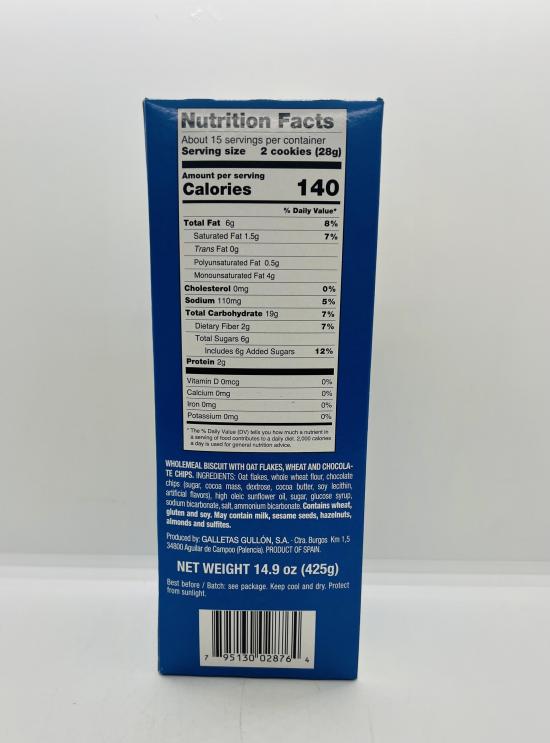 Nutrition Facts
About 15 servings per container
Serving size 2 cookies (28g)
Amount per serving
Calories 140
% Daily Value*
Total Fat 6g 8%
Saturated Fat 1.5g 7%
Trans Fat 0g
Polyunsaturated Fat 0.5g
Monounsaturated Fat 4g
Cholesterol 0mg 0%
Sodium 110mg 5%
Total Carbohydrate 19g 7%
Dietary Fiber 2g 7%
Total Sugars 6g
Includes 6g Added Sugars 12%
Protein 2g
Vitamin D 0mcg 0%
Calcium 0mg 0%
Iron 0mg 0%
Potassium 0mg 0%
* The % Daily Value (DV) tells you how much a nutrient in
a serving of food contributes to a daily diet. 2,000 calories
a day is used for general nutrition advice.
WHOLEMEAL BISCUIT WITH OAT FLAKES, WHEAT AND CHOCOLA-
TE CHIPS. INGREDIENTS: Oat flakes, whole wheat flour, chocolate
chips (sugar, cocoa mass, dextrose, cocoa butter, soy lecithin,
artificial flavors), high oleic sunflower oil, sugar, glucose syrup,
sodium bicarbonate, salt, ammonium bicarbonate. Contains wheat,
gluten and soy. May contain milk, sesame seeds, hazelnuts,
almonds and sulfites.
Produced by: GALLETAS GULLÓN, S.A. - Ctra. Burgos Km 1,5
34800 Aguilar de Campoo (Palencia). PRODUCT OF SPAIN.
NET WEIGHT 14.9 oz (425g)
Best before / Batch: see package. Keep cool and dry. Protect
from sunlight.
7 95130 02876 4